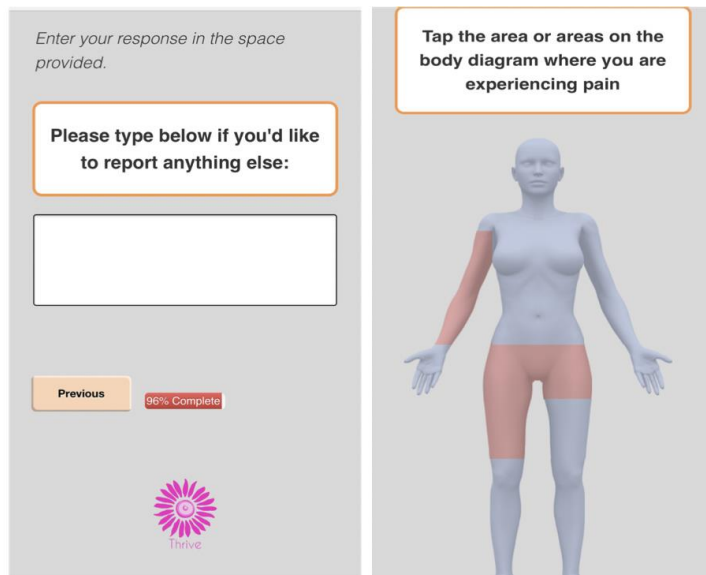 Enter your response in the space
provided.
Please type below if you'd like
to report anything else:
Previous
96% Complete
Thrive
Tap the area or areas on the
body diagram where you are
experiencing pain